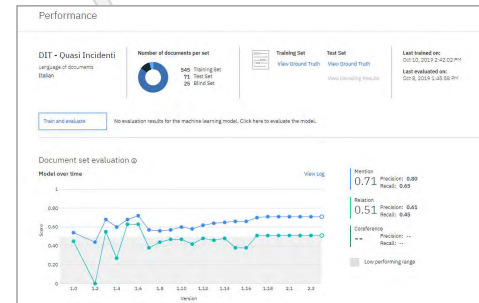 Performance
DIT - Quasi Incidenti
Language of documents
Italian
Number of documents per set
545 Training Set
71 Test Set
25 Blind Set
Training Set
View Ground Truth
Test Set
View Ground Truth
View Decoding Results
Last trained on:
Oct 10, 2019 2:42:02 PM
Last evaluated on:
Oct 8, 2019 1:45:58 PM
Train and evaluate
No evaluation results for the machine learning model. Click here to evaluate the model.
Document set evaluation
Model over time
View Log
Score
1
0.80
0.60
0.40
0.20
0
1.0 1.2 1.4 1.6 1.8 1.10 1.12 1.14 1.16 1.18 2.1 2.3
Version
Mention
0.71 Precision: 0.80
Recall: 0.65
Relation
0.51 Precision: 0.61
Recall: 0.45
Coreference
-- Precision: --
Recall: --
Low performing range